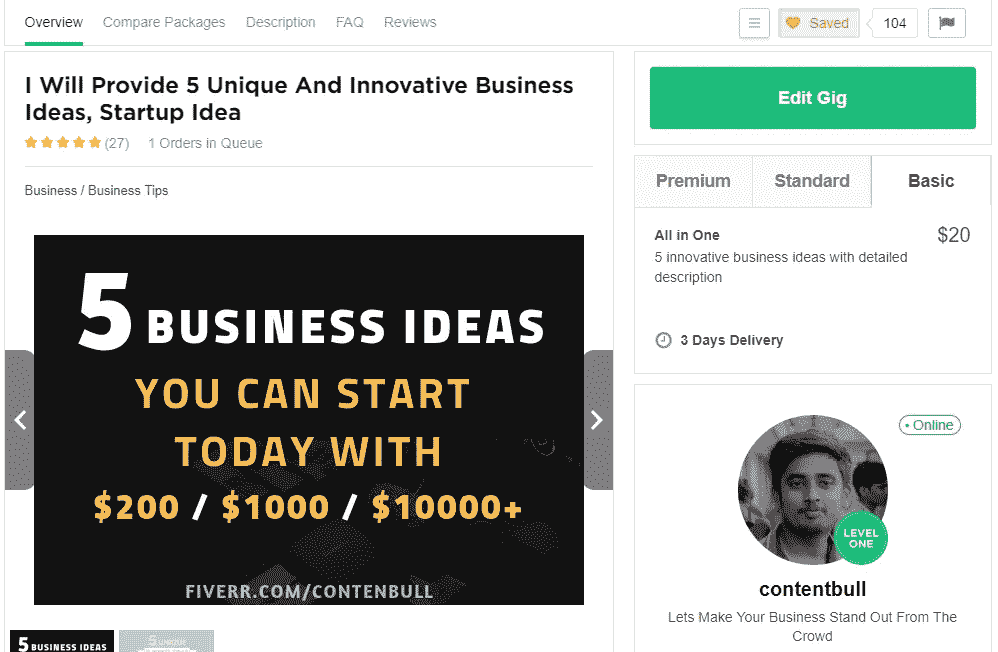 Overview Compare Packages Description FAQ Reviews
Saved 104
I Will Provide 5 Unique And Innovative Business
Ideas, Startup Idea
(27) 1 Orders in Queue
Business / Business Tips
5 BUSINESS IDEAS
YOU CAN START
TODAY WITH
$200 / $1000 / $10000+
FIVERR.COM/CONTENBULL
5 BUSINESS IDEAS
Edit Gig
Premium Standard Basic
All in One $20
5 innovative business ideas with detailed
description
3 Days Delivery
• Online
LEVEL
ONE
contentbull
Lets Make Your Business Stand Out From The
Crowd